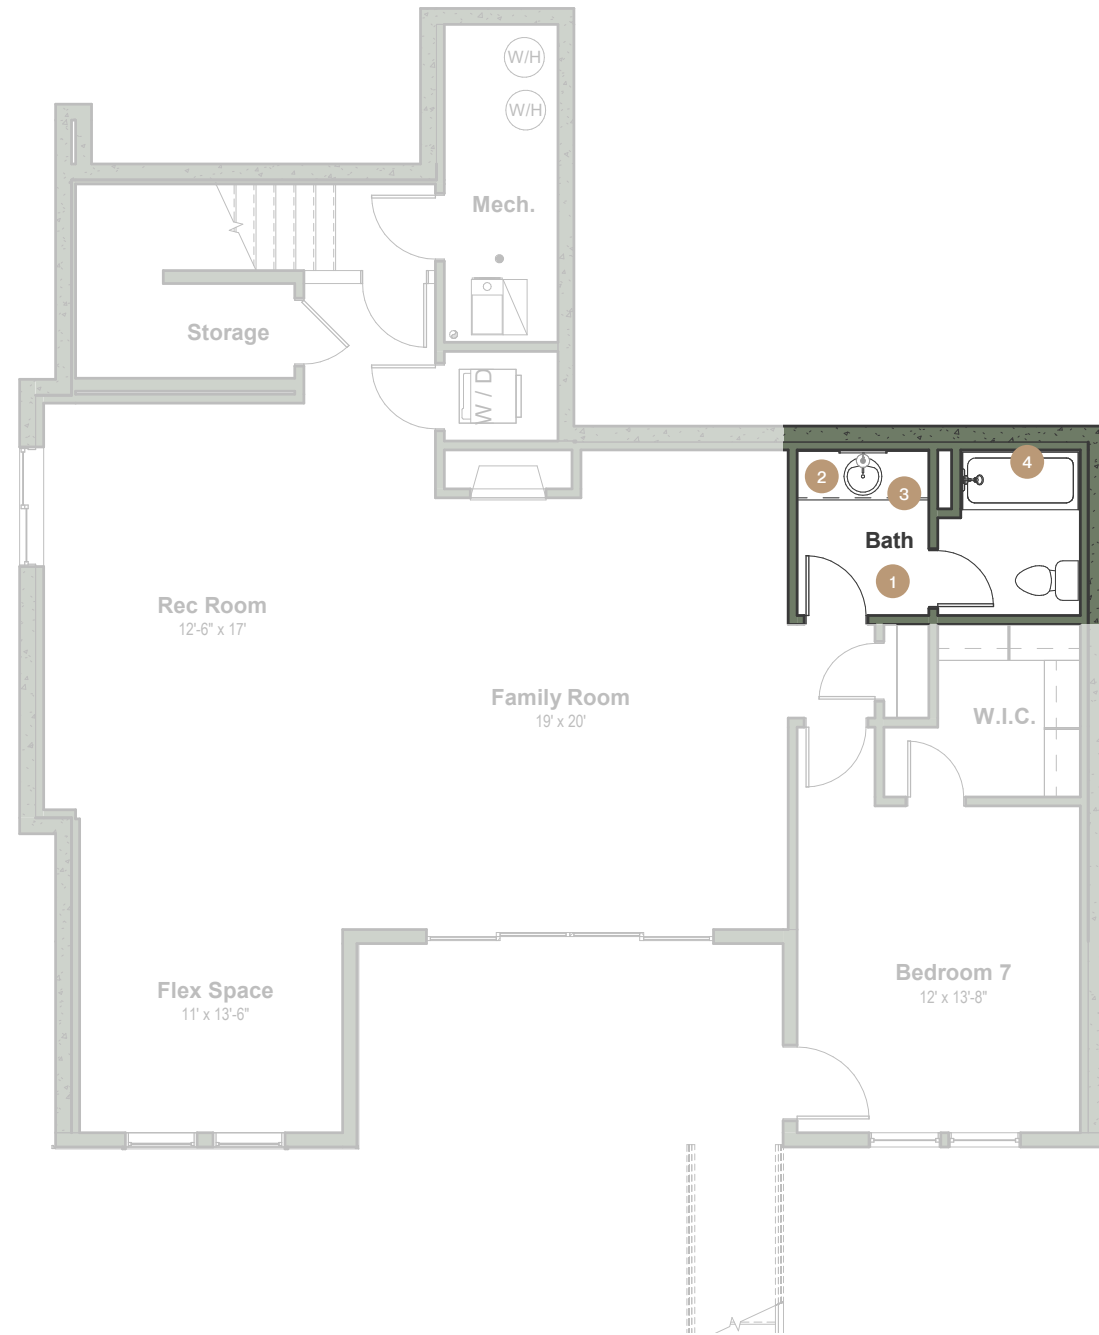 W/H
W/H
Mech.
Storage
W / D
2
3
4
Bath
1
Rec Room
12'-6" x 17'
Family Room
19' x 20'
W.I.C.
Bedroom 7
12' x 13'-8"
Flex Space
11' x 13'-6"